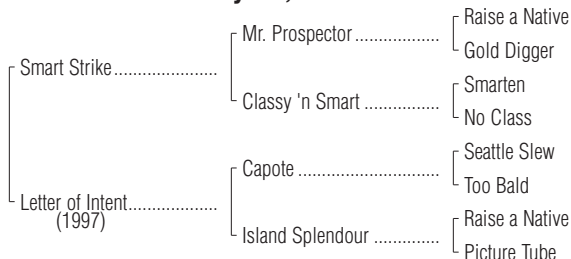 Raise a Native
Mr. Prospector ..................
Gold Digger
Smart Strike......................
Smarten
Classy 'n Smart ................
No Class
Seattle Slew
Capote ...........................
Too Bald
Letter of Intent...................
(1997)
Raise a Native
Island Splendour ..............
Picture Tube